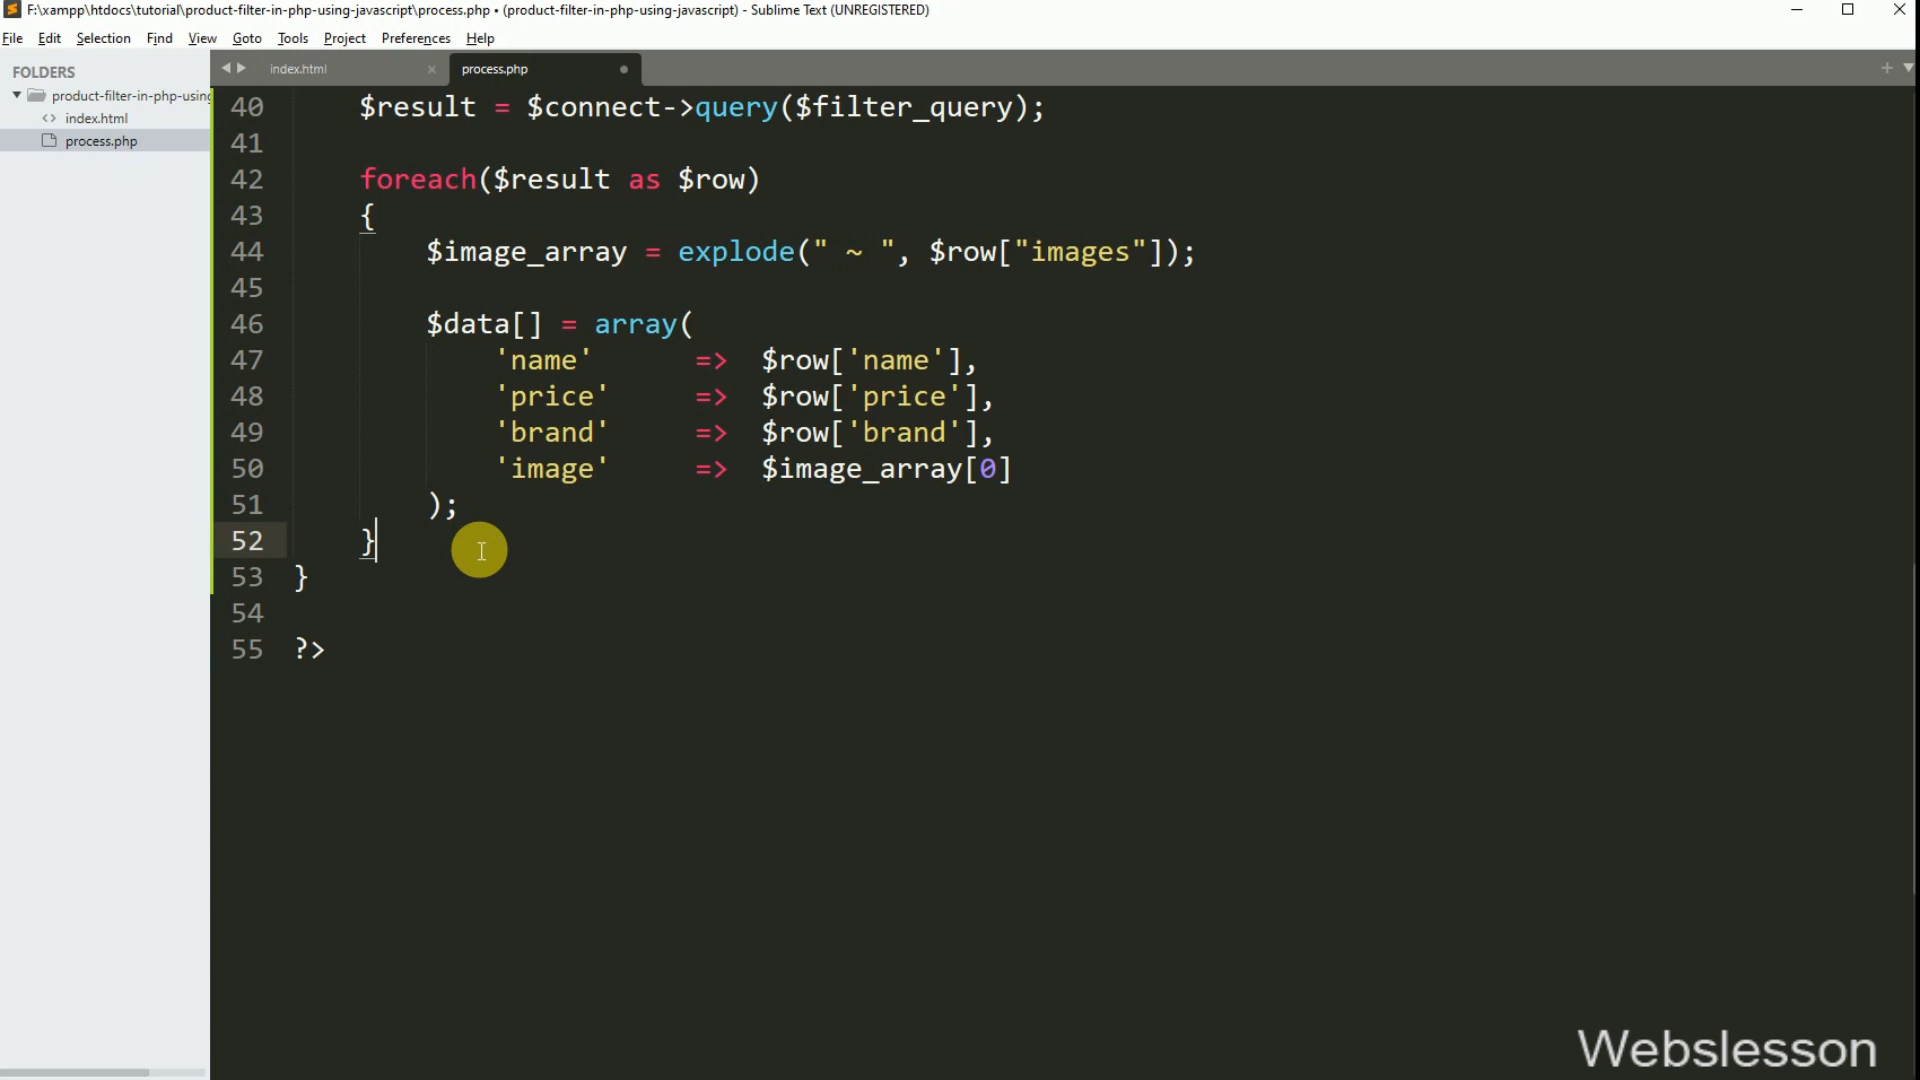 F:\xampp\htdocs\tutorial\product-filter-in-php-using-javascript\process.php • (product-filter-in-php-using-javascript) - Sublime Text (UNREGISTERED)
File Edit Selection Find View Goto Tools Project Preferences Help
FOLDERS
product-filter-in-php-using
index.html
process.php
index.html × process.php
40 $result = $connect->query($filter_query);
41
42 foreach($result as $row)
43 {
44 $image_array = explode(" ~ ", $row["images"]);
45
46 $data[] = array(
47 'name' => $row['name'],
48 'price' => $row['price'],
49 'brand' => $row['brand'],
50 'image' => $image_array[0]
51 );
52 }
53 }
54
55 ?>
Webslesson